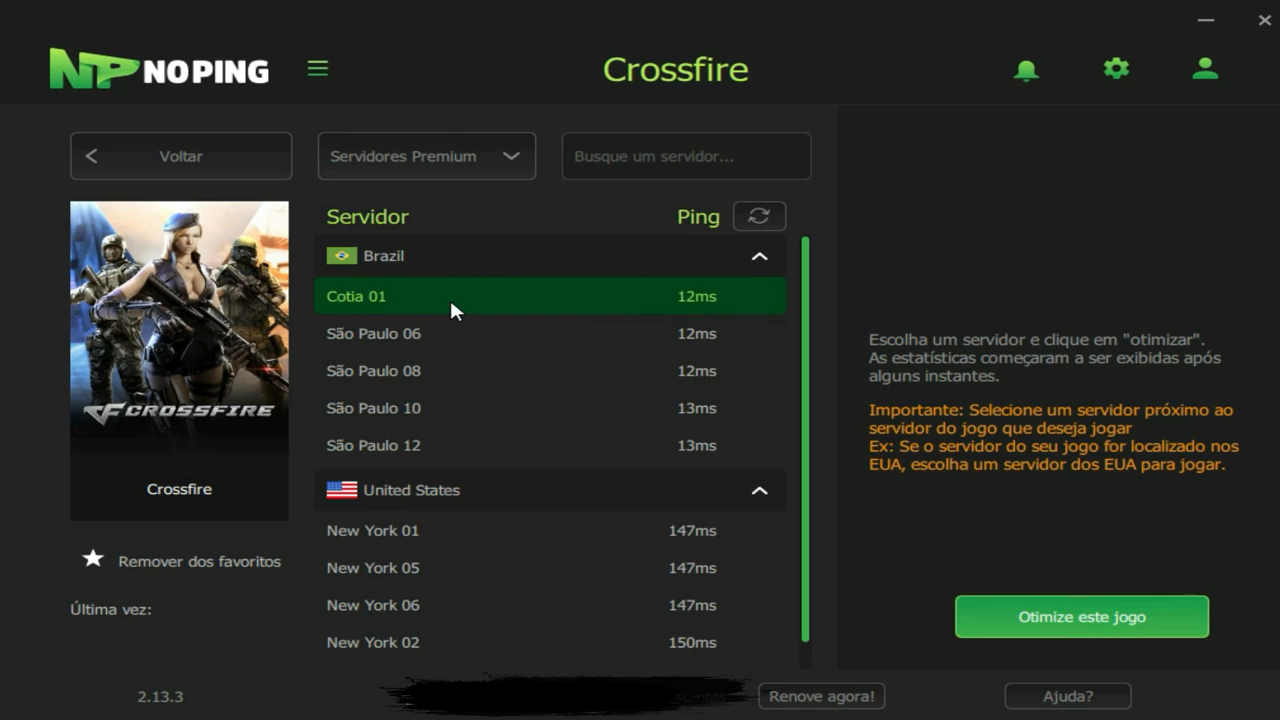 NP NOPING
Crossfire
Voltar
Servidores Premium
Busque um servidor...
Servidor Ping
Brazil
Cotia 01 12ms
São Paulo 06 12ms
São Paulo 08 12ms
São Paulo 10 13ms
São Paulo 12 13ms
United States
New York 01 147ms
New York 05 147ms
New York 06 147ms
New York 02 150ms
CF CROSSFIRE
Crossfire
Remover dos favoritos
Última vez:
Escolha um servidor e clique em "otimizar".
As estatísticas começaram a ser exibidas após
alguns instantes.
Importante: Selecione um servidor próximo ao
servidor do jogo que deseja jogar
Ex: Se o servidor do seu jogo for localizado nos
EUA, escolha um servidor dos EUA para jogar.
Otimize este jogo
2.13.3
Renove agora!
Ajuda?